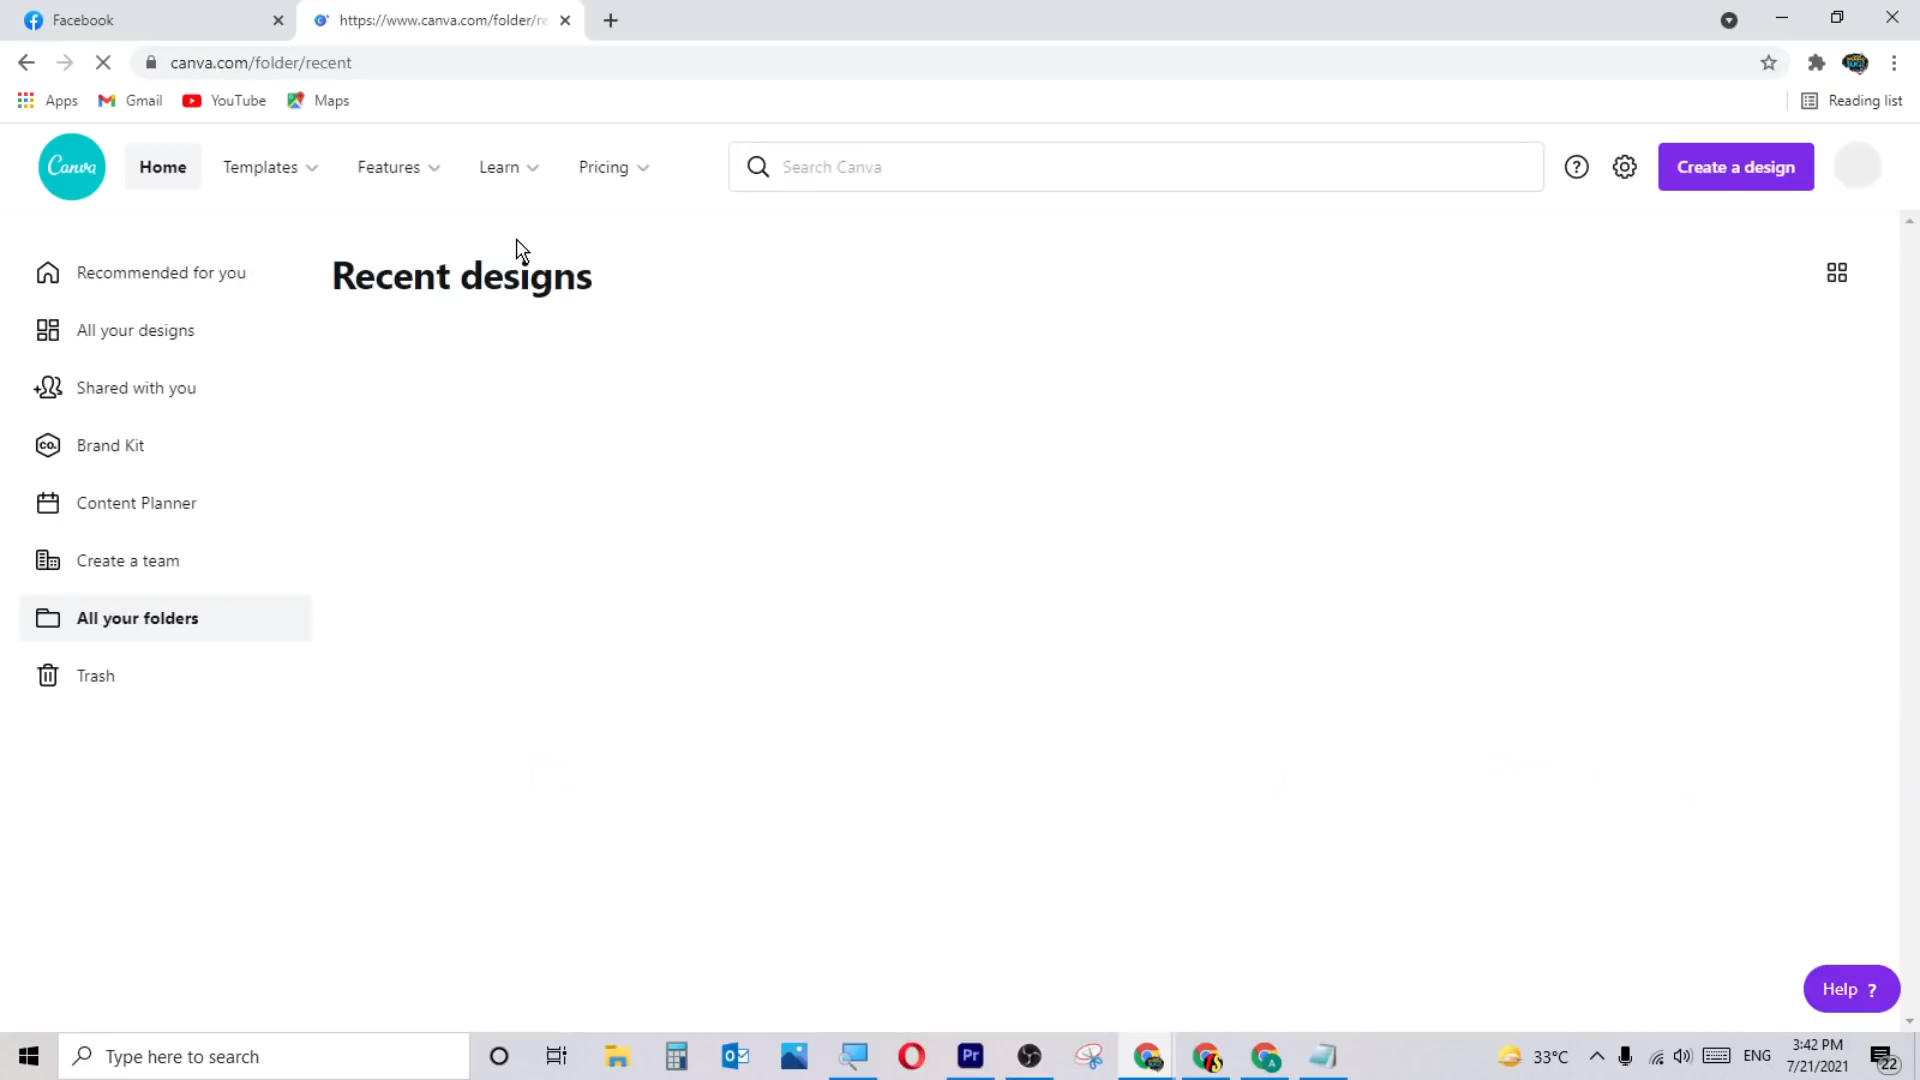 Facebook
https://www.canva.com/folder/re
canva.com/folder/recent
Apps
Gmail
YouTube
Maps
Reading list
Canva
Home
Templates
Features
Learn
Pricing
Search Canva
Create a design
Recommended for you
All your designs
Shared with you
CO.
Brand Kit
Content Planner
Create a team
All your folders
Trash
Recent designs
Help ?
Type here to search
Pr
33°C
ENG
3:42 PM
7/21/2021
22